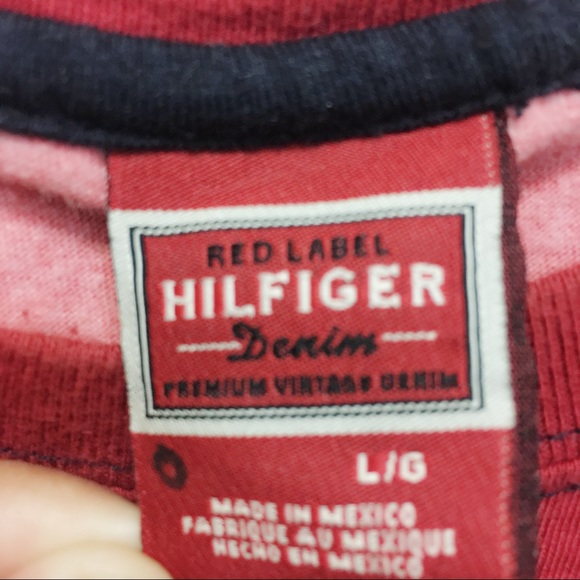 RED LABEL
HILFIGER
Denim
PREMIUM VINTAGE DENIM
L/G
MADE IN MEXICO
FABRIQUE AU MEXIQUE
HECHO EN MEXICO